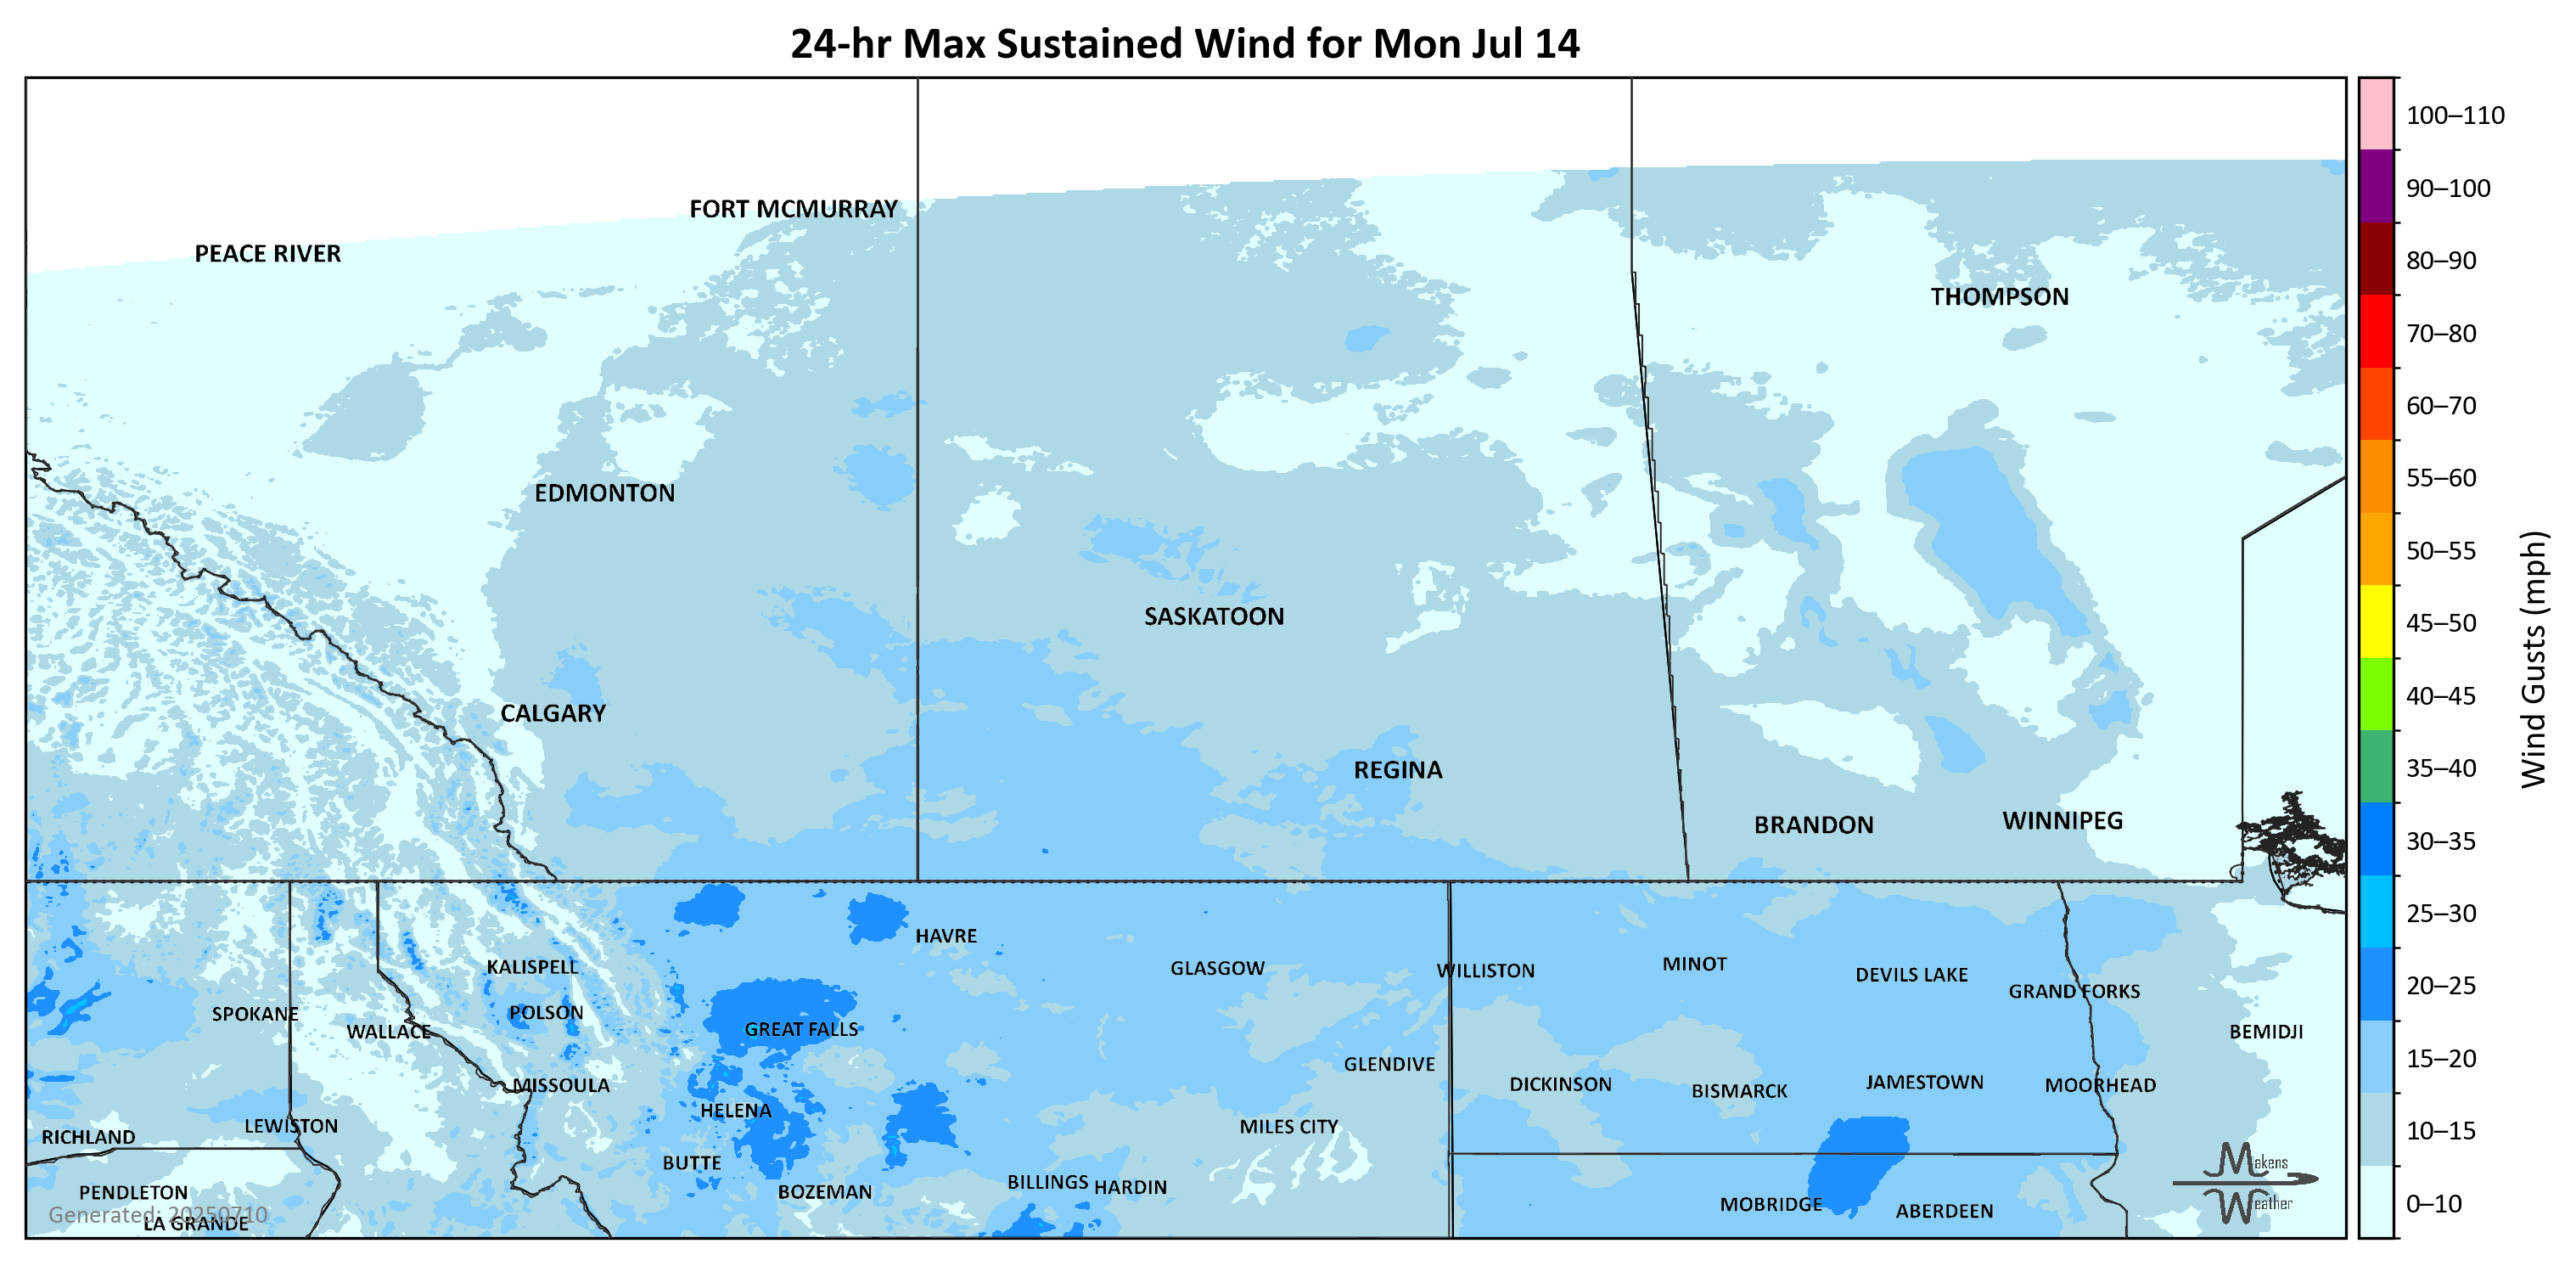 24-hr Max Sustained Wind for Mon Jul 14
100–110
FORT MCMURRAY
90–100
PEACE RIVER
80–90
THOMPSON
70–80
60–70
55–60
EDMONTON
50–55
SASKATOON
45–50
Wind Gusts (mph)
CALGARY
40–45
REGINA
35–40
BRANDON
WINNIPEG
30–35
25–30
HAVRE
KALISPELL
GLASGOW
WILLISTON
MINOT
DEVILS LAKE
20–25
GRAND FORKS
SPOKANE
POLSON
WALLACE
GREAT FALLS
BEMIDJI
15–20
GLENDIVE
MISSOULA
DICKINSON
BISMARCK
JAMESTOWN
MOORHEAD
HELENA
LEWISTON
MILES CITY
10–15
RICHLAND
BUTTE
Makens
Weather
PENDLETON
BOZEMAN
BILLINGS
HARDIN
MOBRIDGE
ABERDEEN
0–10
Generated: 20250710
LA GRANDE